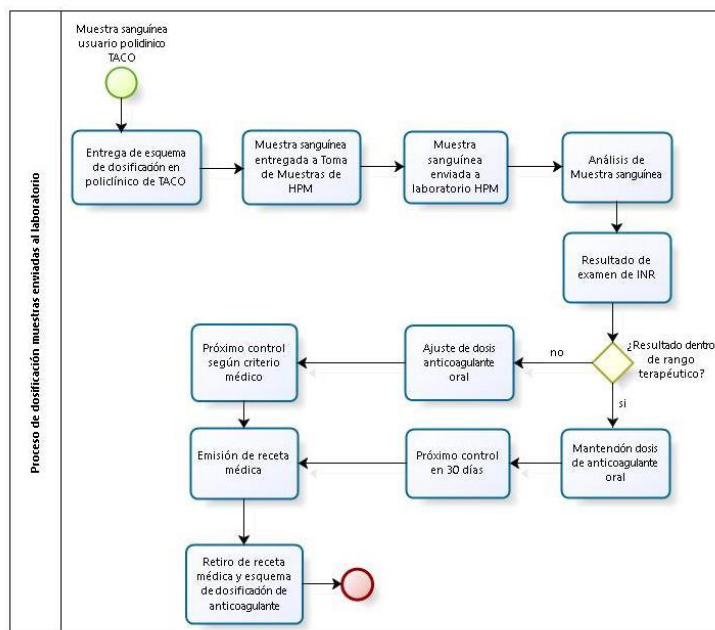 Proceso de dosificación muestras enviadas al laboratorio
Muestra sanguínea
usuario policlínico
TACO
Entrega de esquema
de dosificación en
policlínico de TACO
Muestra sanguínea
entregada a Toma
de Muestras de
HPM
Muestra
sanguínea
enviada a
laboratorio HPM
Análisis de
Muestra sanguínea
Resultado de
examen de INR
¿Resultado dentro
de rango
terapéutico?
no
si
Ajuste de dosis
anticoagulante
oral
Próximo control
según criterio
médico
Mantención dosis
de anticoagulante
oral
Próximo control
en 30 días
Emisión de receta
médica
Retiro de receta
médica y esquema
de dosificación de
anticoagulante